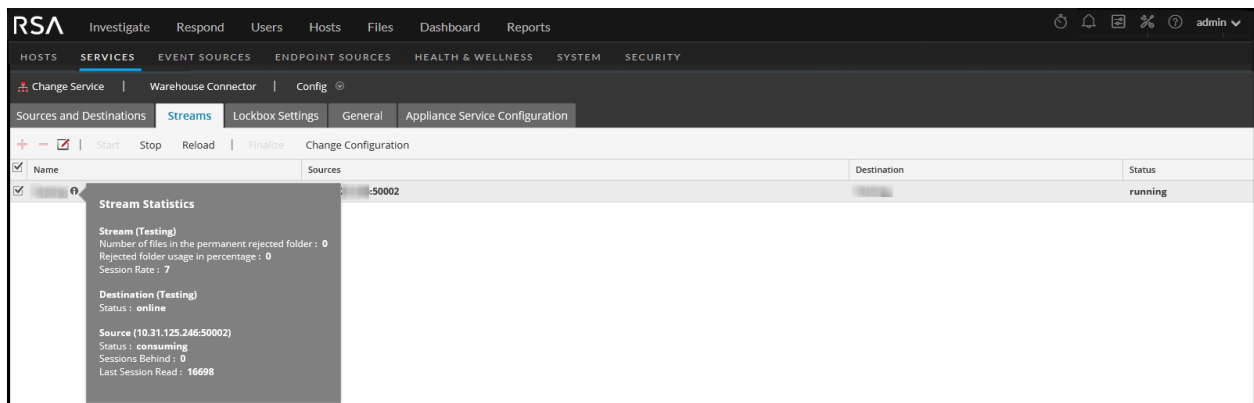 RSA Investigate Respond Users Hosts Files Dashboard Reports admin
HOSTS SERVICES EVENT SOURCES ENDPOINT SOURCES HEALTH & WELLNESS SYSTEM SECURITY
Change Service | Warehouse Connector | Config
Sources and Destinations Streams Lockbox Settings General Appliance Service Configuration
Start Stop Reload | Finalize Change Configuration
Name Sources Destination Status
:50002 running
Stream Statistics
Stream (Testing)
Number of files in the permanent rejected folder : 0
Rejected folder usage in percentage : 0
Session Rate : 7
Destination (Testing)
Status : online
Source (10.31.125.246:50002)
Status : consuming
Sessions Behind : 0
Last Session Read : 16698